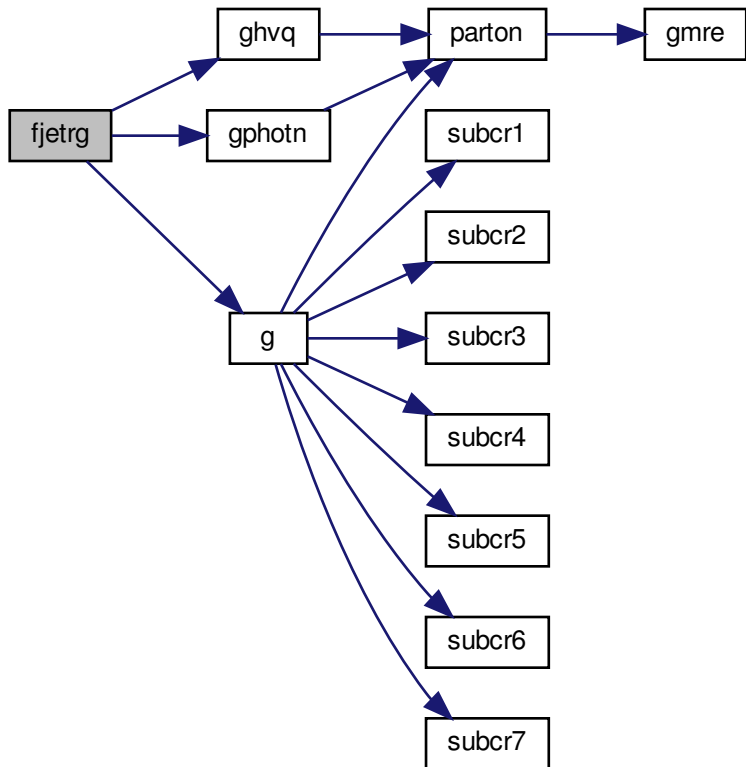 ghvq
parton
gmre
fjetrg
gphotn
subcr1
subcr2
g
subcr3
subcr4
subcr5
subcr6
subcr7